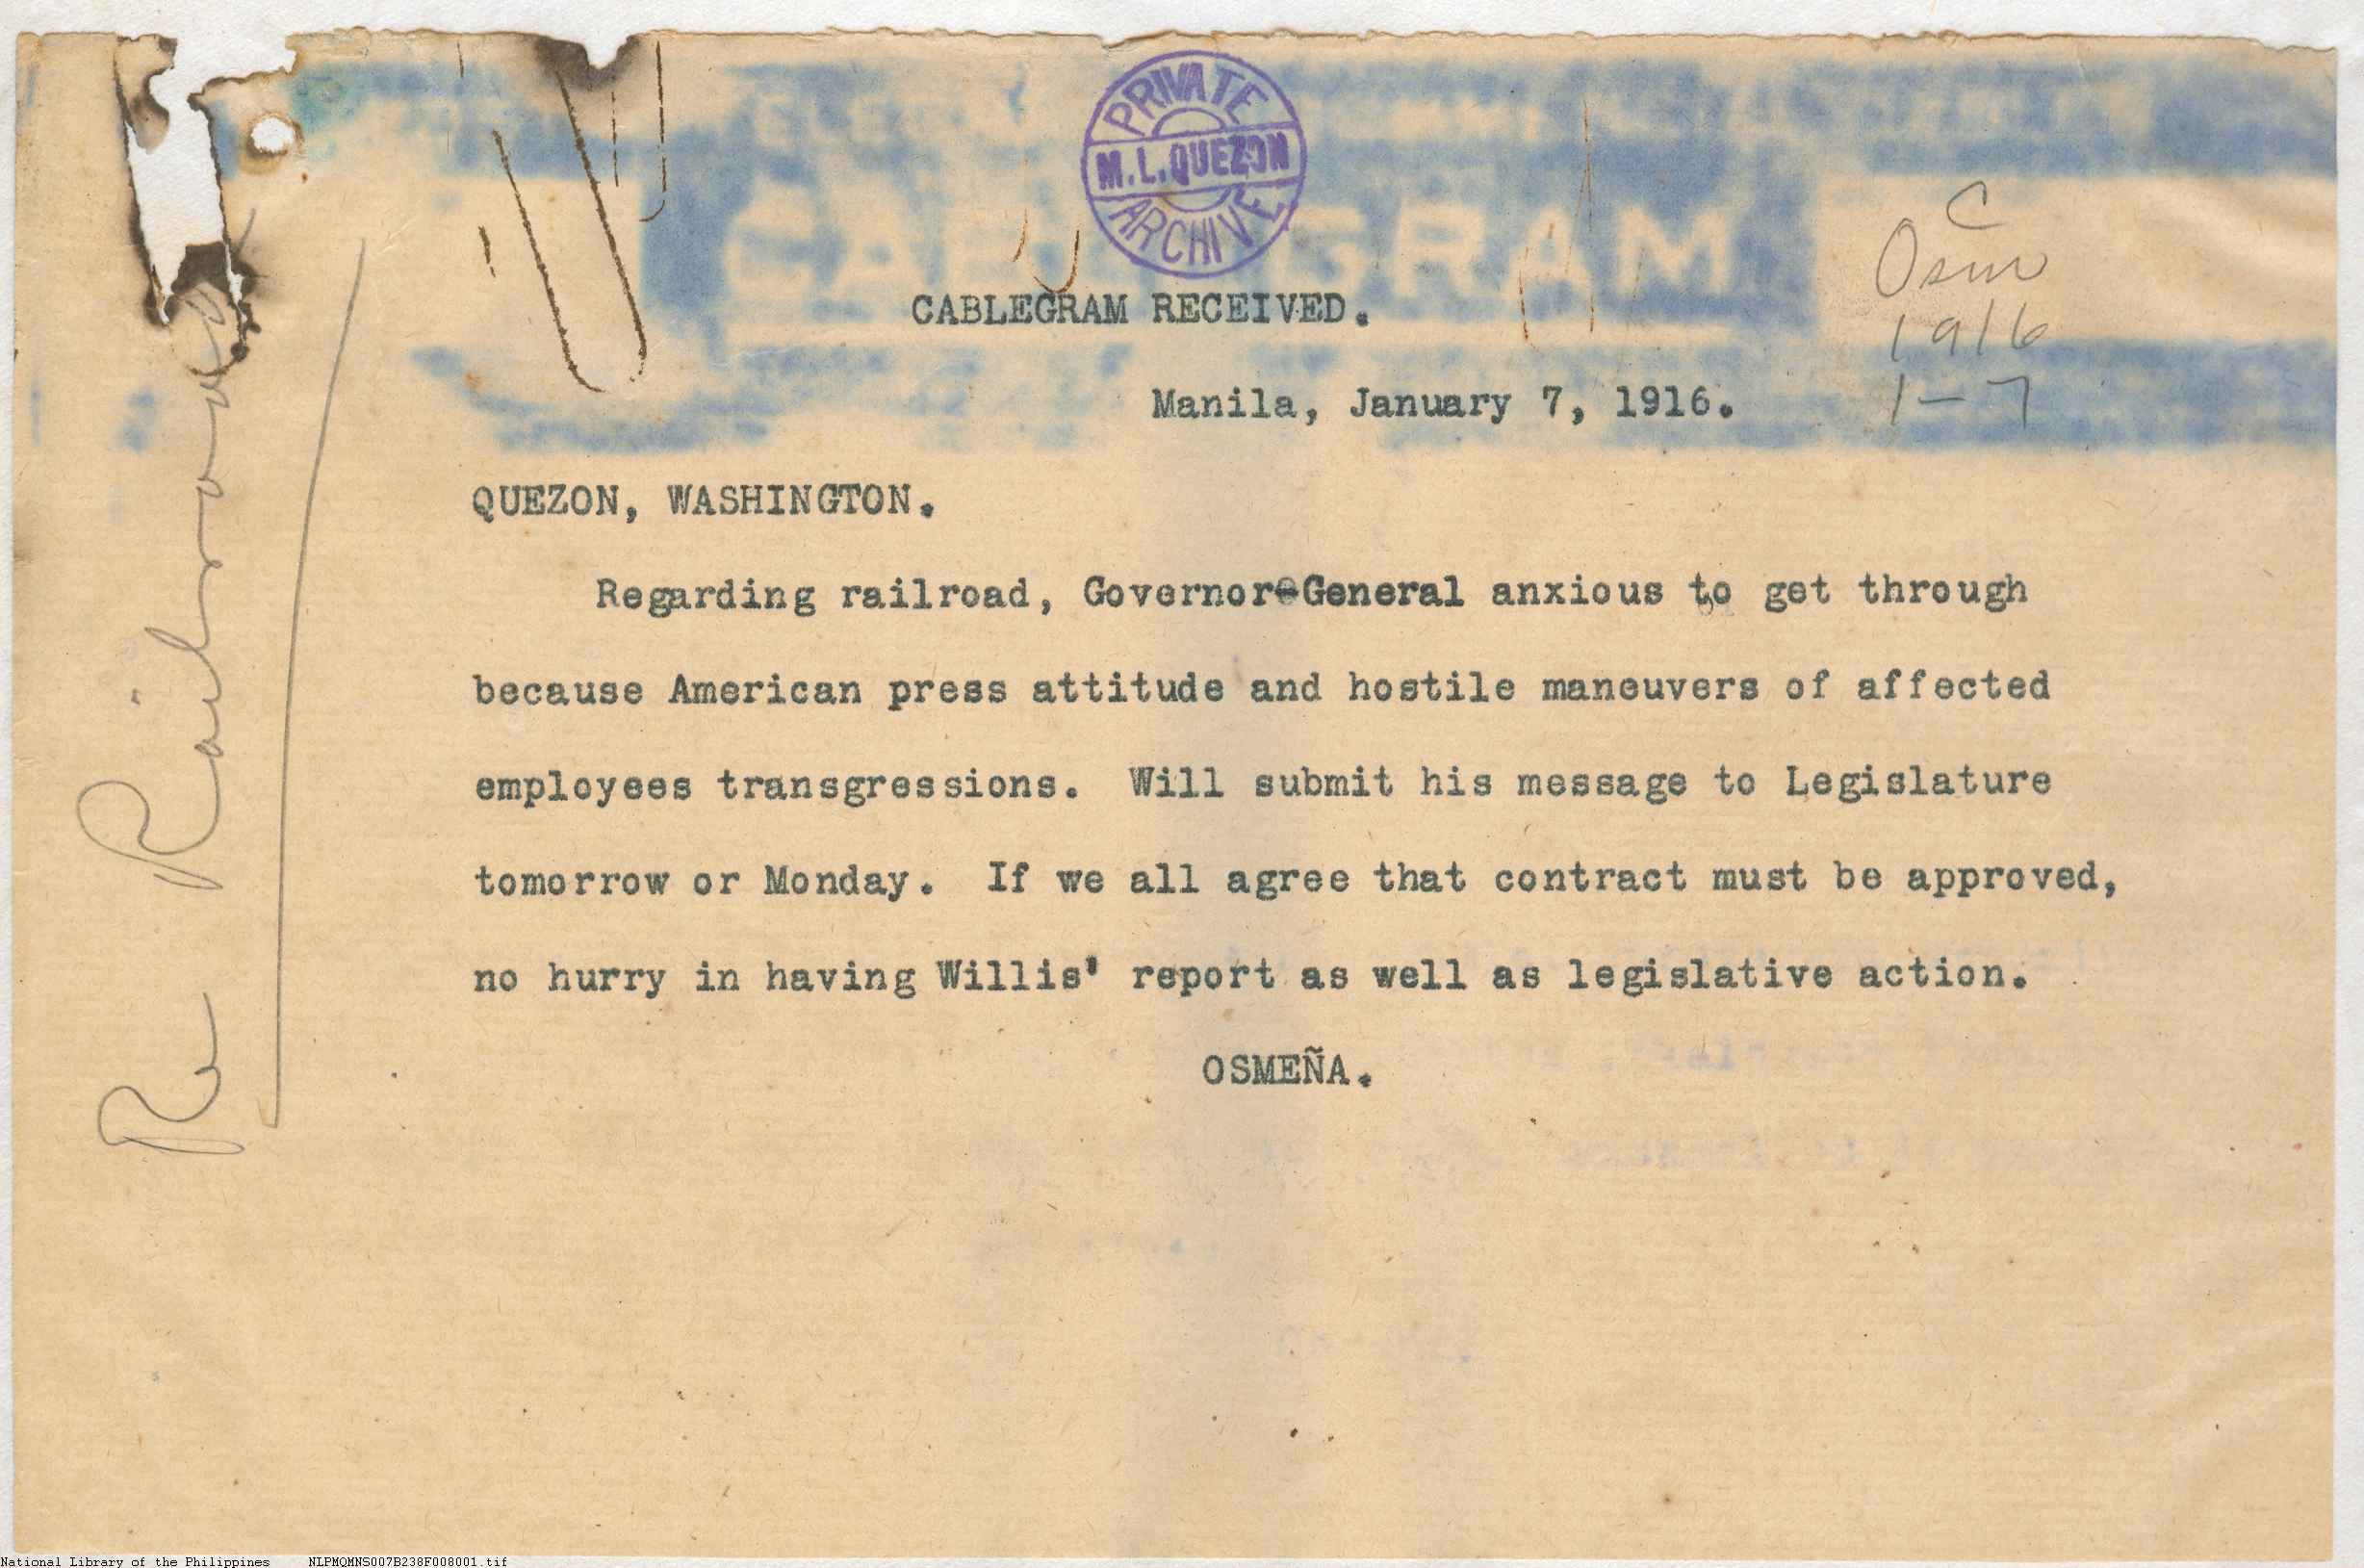 PRIVATE
M.L.QUEZON
ARCHIVE
CABLEGRAM
C
Osm
1916
1-7
CABLEGRAM RECEIVED.
Manila, January 7, 1916.
QUEZON, WASHINGTON.
Regarding railroad, Governor-General anxious to get through
because American press attitude and hostile maneuvers of affected
employees transgressions. Will submit his message to Legislature
tomorrow or Monday. If we all agree that contract must be approved,
no hurry in having Willis' report as well as legislative action.
OSMEÑA.
Re Railroad
National Library of the Philippines NLPMQMNS007B238F008001.tif